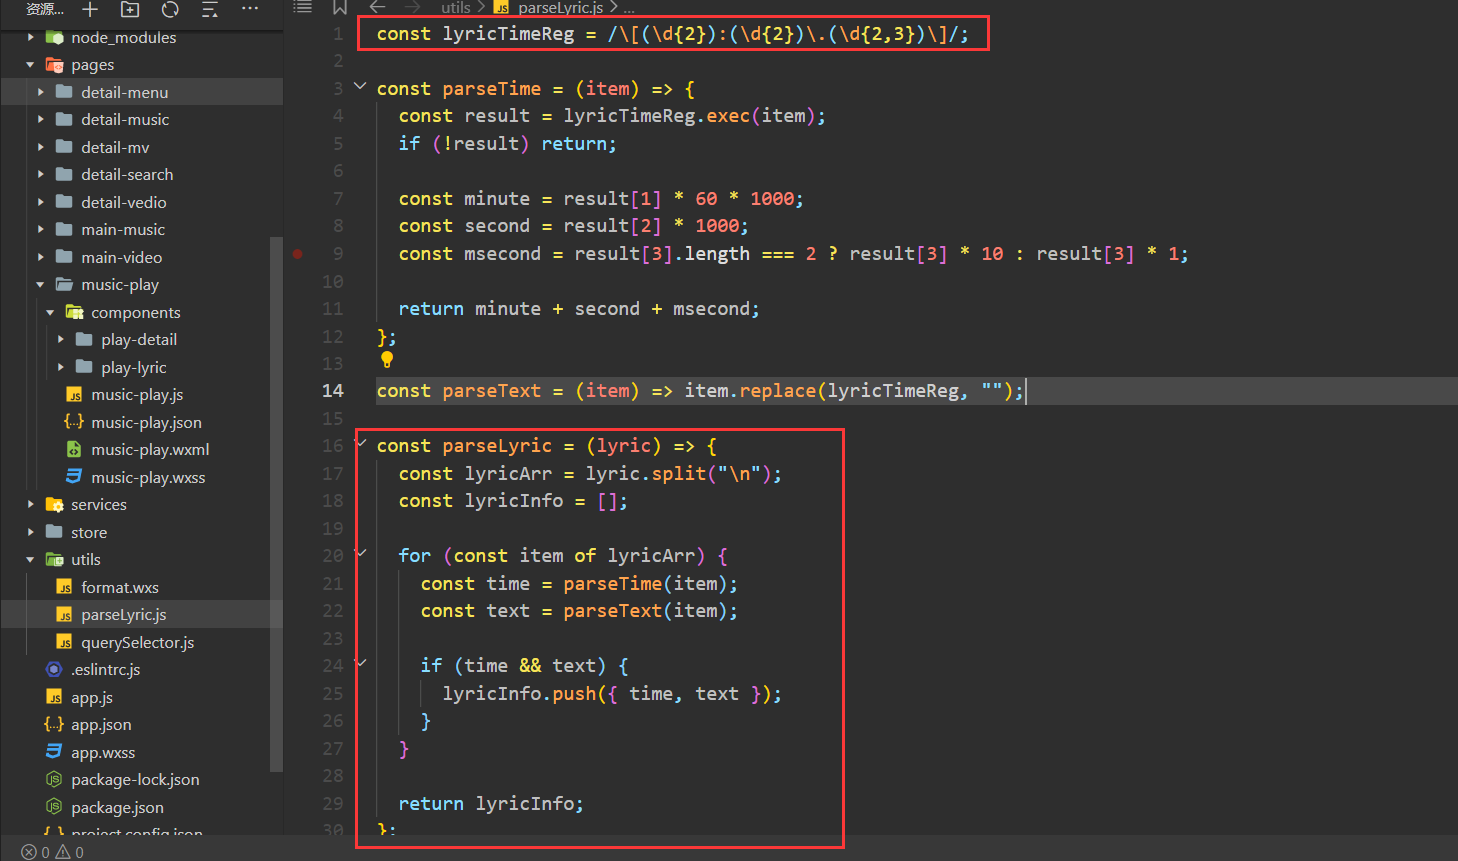 资源...
node_modules
pages
detail-menu
detail-music
detail-mv
detail-search
detail-vedio
main-music
main-video
music-play
components
play-detail
play-lyric
music-play.js
music-play.json
music-play.wxml
music-play.wxss
services
store
utils
format.wxs
parseLyric.js
querySelector.js
.eslintrc.js
app.js
app.json
app.wxss
package-lock.json
package.json
project.config.json
0 0
utils > parseLyric.js > ...
1 const lyricTimeReg = /\[(\d{2}):(\d{2})\.(\d{2,3})\]/;
2
3 const parseTime = (item) => {
4 const result = lyricTimeReg.exec(item);
5 if (!result) return;
6
7 const minute = result[1] * 60 * 1000;
8 const second = result[2] * 1000;
9 const msecond = result[3].length === 2 ? result[3] * 10 : result[3] * 1;
10
11 return minute + second + msecond;
12 };
13
14 const parseText = (item) => item.replace(lyricTimeReg, "");
15
16 const parseLyric = (lyric) => {
17 const lyricArr = lyric.split("\n");
18 const lyricInfo = [];
19
20 for (const item of lyricArr) {
21 const time = parseTime(item);
22 const text = parseText(item);
23
24 if (time && text) {
25 lyricInfo.push({ time, text });
26 }
27 }
28
29 return lyricInfo;
30 };